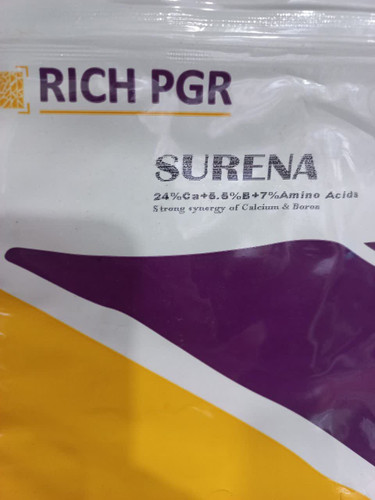 RICH PGR
SURENA
24%Ca+5.5%B+7%Amino Acids
Strong synergy of Calcium & Boron